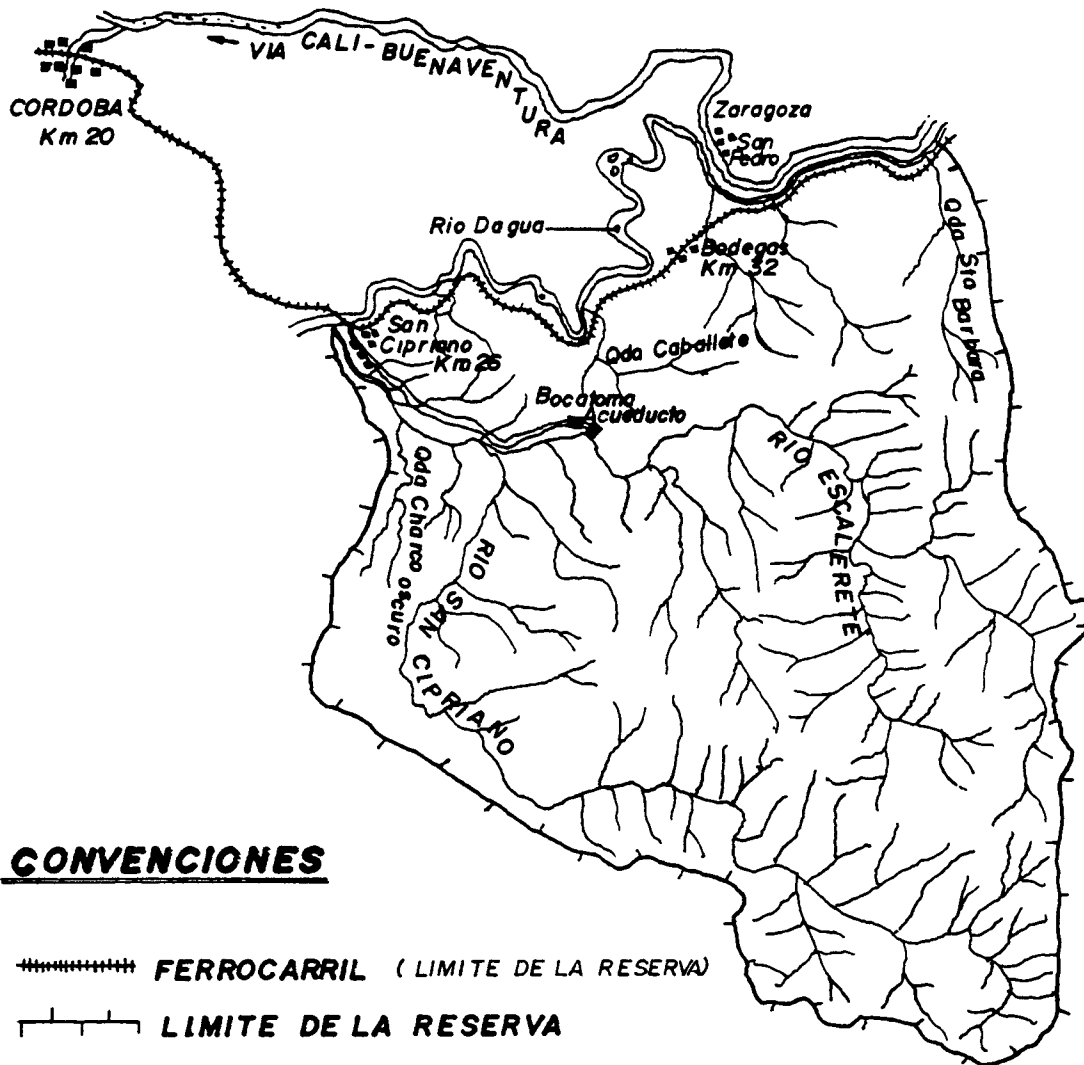 VIA CALI-BUENAVENTURA
CORDOBA
Km 20
Zaragoza
San
Pedro
Rio Dagua
Bodegas
Km 32
Qda Sta Barbara
San
Cipriano
Km 26
Qda Caballete
Bocatoma
Acueducto
RIO ESCALERETE
Qda Charco oscuro
RIO SAN CIPRIANO
CONVENCIONES
FERROCARRIL (LIMITE DE LA RESERVA)
LIMITE DE LA RESERVA